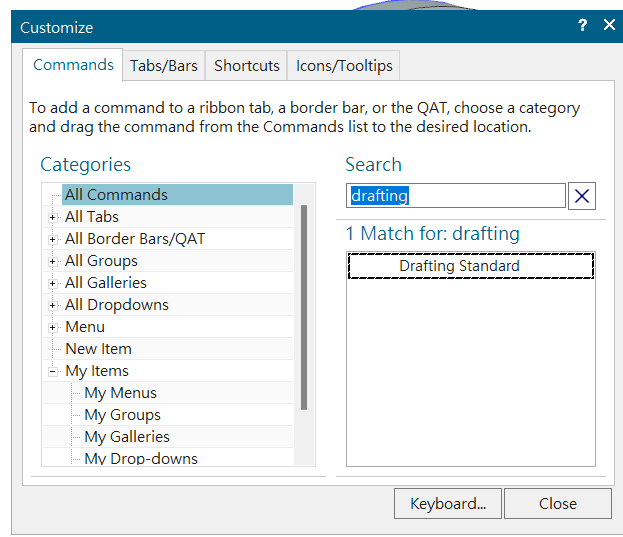 Customize
? ×
Commands Tabs/Bars Shortcuts Icons/Tooltips
To add a command to a ribbon tab, a border bar, or the QAT, choose a category
and drag the command from the Commands list to the desired location.
Categories
All Commands
All Tabs
All Border Bars/QAT
All Groups
All Galleries
All Dropdowns
Menu
New Item
My Items
My Menus
My Groups
My Galleries
My Drop-downs
Search
drafting
1 Match for: drafting
Drafting Standard
Keyboard... Close